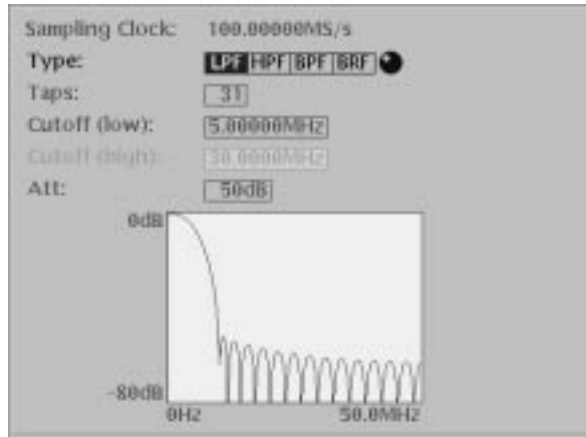 Sampling Clock: 100.00000MS/s
Type: LPF HPF BPF BRF
Taps: 31
Cutoff (low): 5.00000MHz
Cutoff (high): 30.0000MHz
Att: 50dB
0dB
-80dB
0Hz 50.0MHz